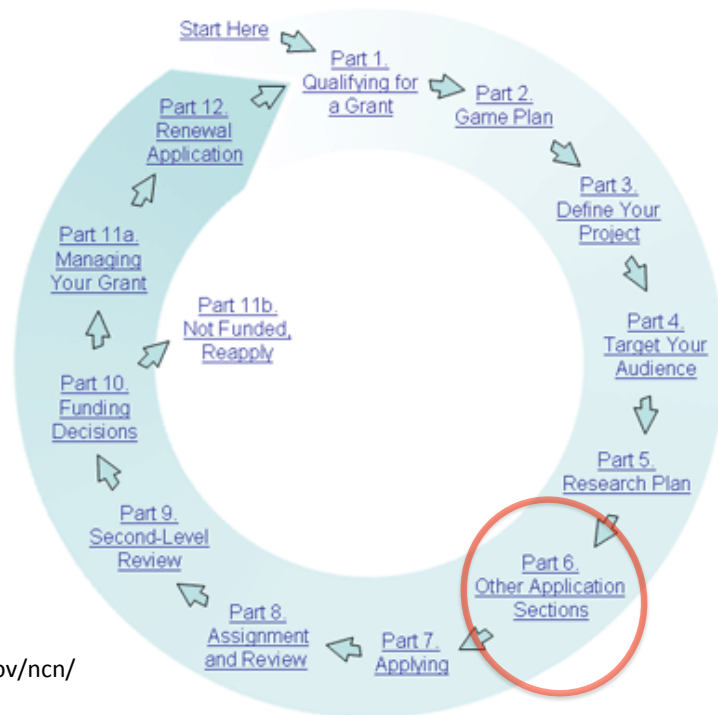 Start Here
Part 1.
Qualifying for
a Grant
Part 2.
Game Plan
Part 3.
Define Your
Project
Part 4.
Target Your
Audience
Part 5.
Research Plan
Part 6.
Other Application
Sections
Part 7.
Applying
Part 8.
Assignment
and Review
Part 9.
Second-Level
Review
Part 10.
Funding
Decisions
Part 11a.
Managing
Your Grant
Part 11b.
Not Funded,
Reapply
Part 12.
Renewal
Application
ov/ncn/